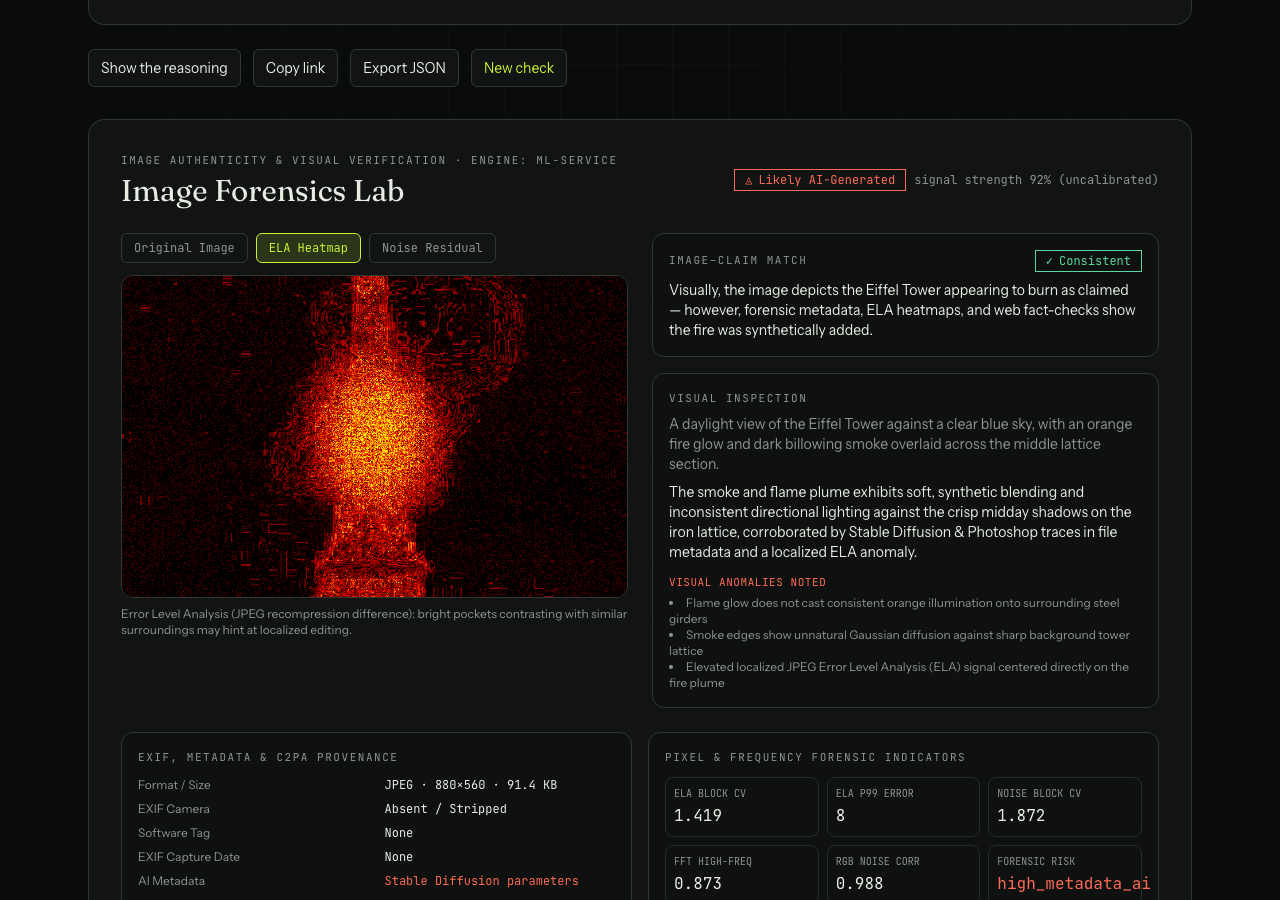 Show the reasoning
Copy link
Export JSON
New check
IMAGE AUTHENTICITY & VISUAL VERIFICATION · ENGINE: ML-SERVICE
Image Forensics Lab
⚠ Likely AI-Generated
signal strength 92% (uncalibrated)
Original Image
ELA Heatmap
Noise Residual
Error Level Analysis (JPEG recompression difference): bright pockets contrasting with similar
surroundings may hint at localized editing.
IMAGE–CLAIM MATCH
✓ Consistent
Visually, the image depicts the Eiffel Tower appearing to burn as claimed
— however, forensic metadata, ELA heatmaps, and web fact-checks show
the fire was synthetically added.
VISUAL INSPECTION
A daylight view of the Eiffel Tower against a clear blue sky, with an orange
fire glow and dark billowing smoke overlaid across the middle lattice
section.
The smoke and flame plume exhibits soft, synthetic blending and
inconsistent directional lighting against the crisp midday shadows on the
iron lattice, corroborated by Stable Diffusion & Photoshop traces in file
metadata and a localized ELA anomaly.
VISUAL ANOMALIES NOTED
• Flame glow does not cast consistent orange illumination onto surrounding steel
girders
• Smoke edges show unnatural Gaussian diffusion against sharp background tower
lattice
• Elevated localized JPEG Error Level Analysis (ELA) signal centered directly on the
fire plume
EXIF, METADATA & C2PA PROVENANCE
Format / Size JPEG · 880×560 · 91.4 KB
EXIF Camera Absent / Stripped
Software Tag None
EXIF Capture Date None
AI Metadata Stable Diffusion parameters
PIXEL & FREQUENCY FORENSIC INDICATORS
ELA BLOCK CV
1.419
ELA P99 ERROR
8
NOISE BLOCK CV
1.872
FFT HIGH-FREQ
0.873
RGB NOISE CORR
0.988
FORENSIC RISK
high_metadata_ai